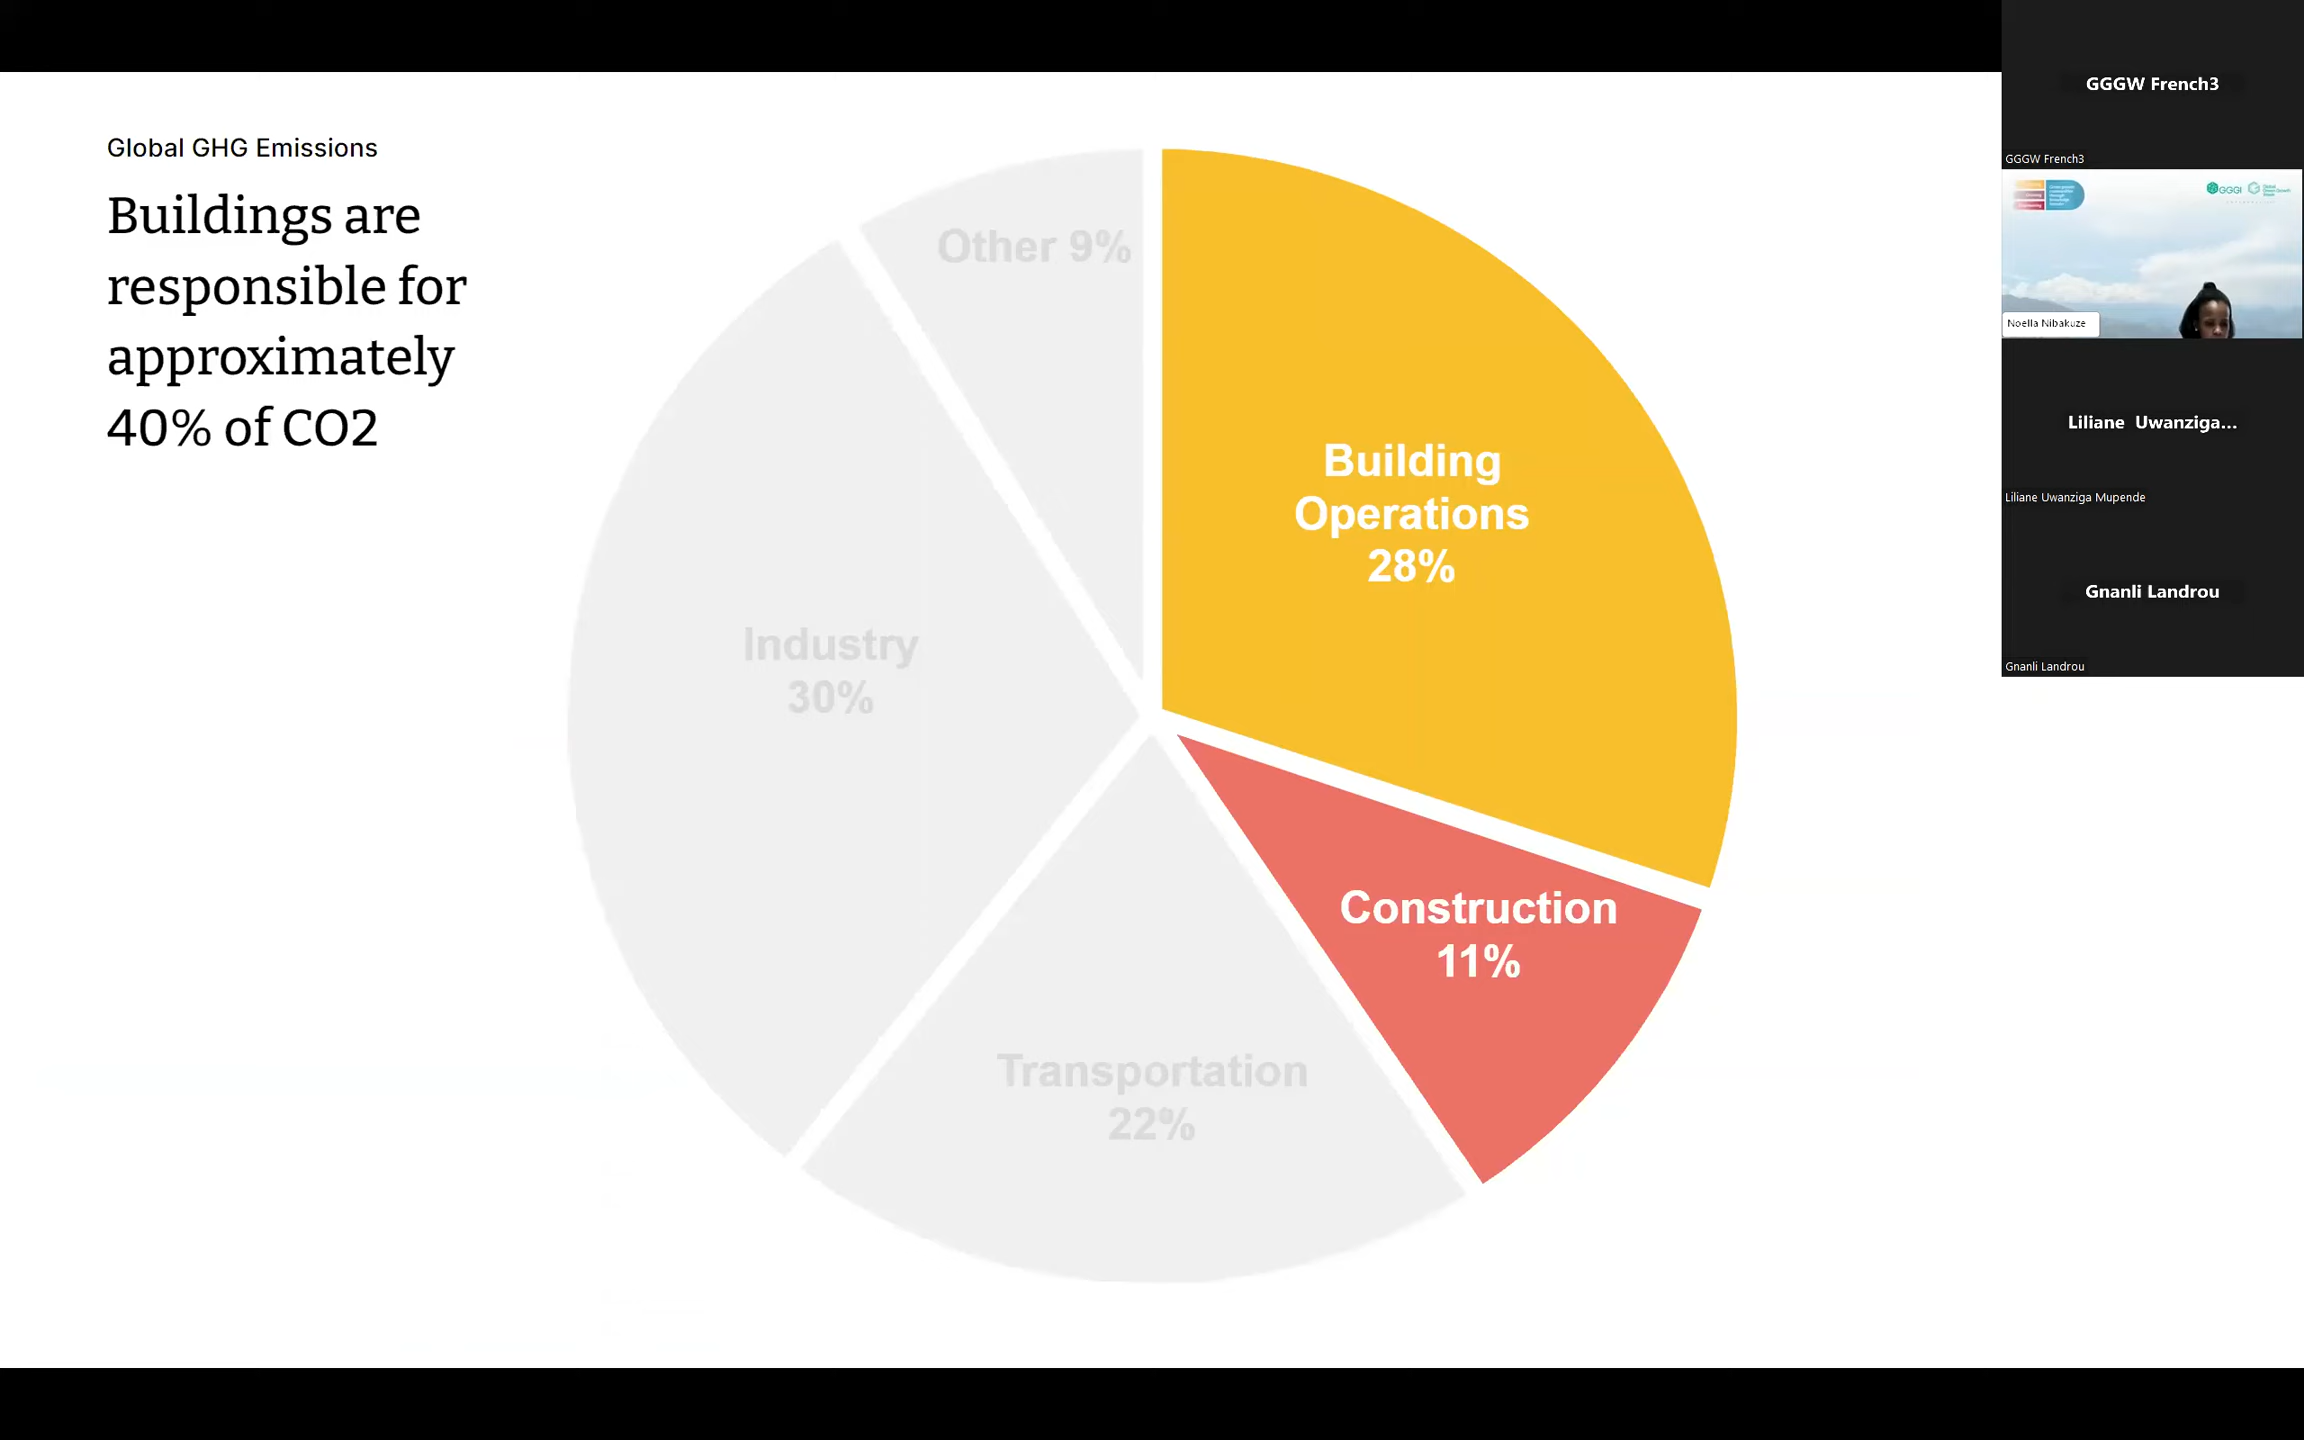 Global GHG Emissions
Buildings are
responsible for
approximately
40% of CO2
Other 9%
Building
Operations
28%
Industry
30%
Construction
11%
Transportation
22%
GGGW French3
GGGW French3
GGGI
Noella Nibakuze
Liliane Uwanziga...
Liliane Uwanziga Mupende
Gnanli Landrou
Gnanli Landrou